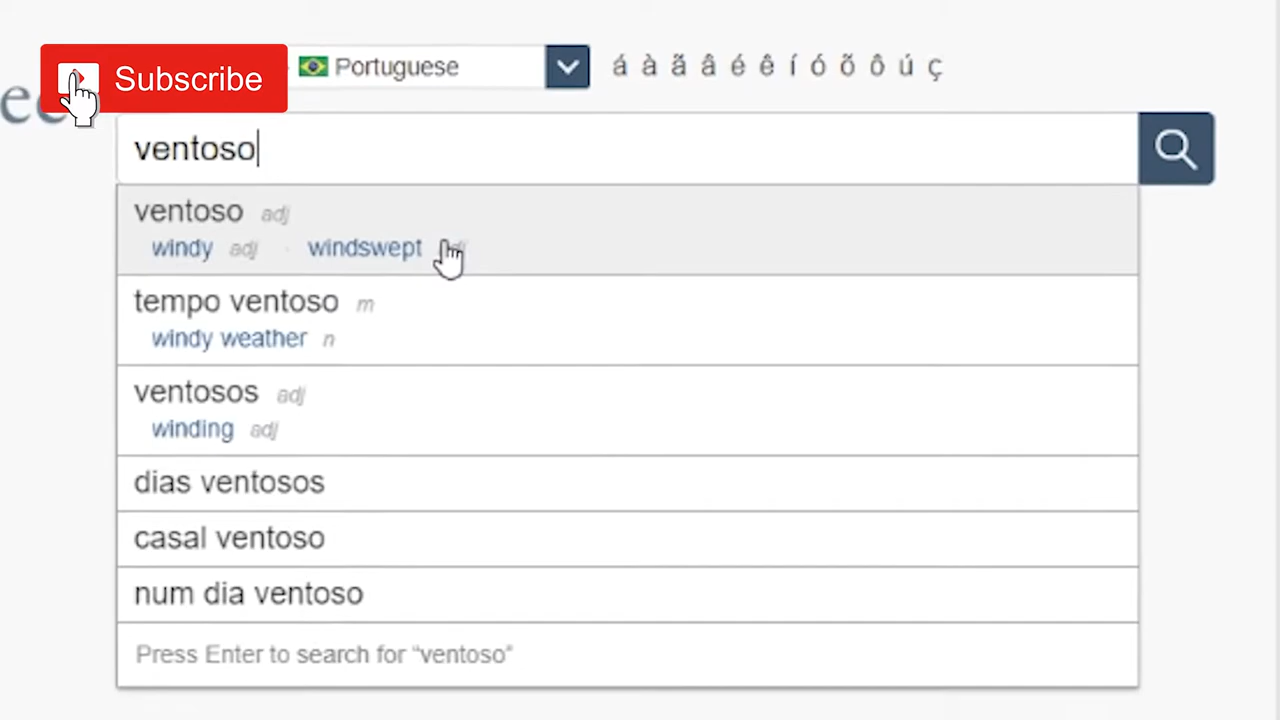 Subscribe
Portuguese
á à ã â é ê í ó õ ô ú ç
ventoso
ventoso adj
windy adj · windswept
tempo ventoso m
windy weather n
ventosos adj
winding adj
dias ventosos
casal ventoso
num dia ventoso
Press Enter to search for “ventoso”